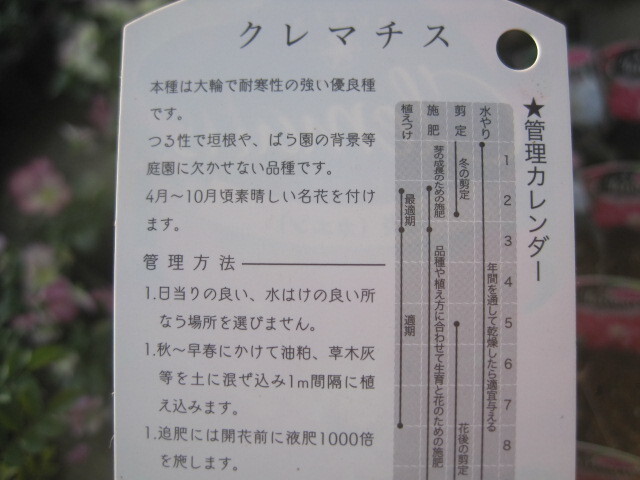 クレマチス
本種は大輪で耐寒性の強い優良種
です。
つる性で垣根や、ばら園の背景等
庭園に欠かせない品種です。
4月～10月頃素晴しい名花を付け
ます。
管理方法
1.日当りの良い、水はけの良い所
なう場所を選びません。
1.秋～早春にかけて油粕、草木灰
等を土に混ぜ込み1m間隔に植
え込みます。
1.追肥には開花前に液肥1000倍
を施します。
★管理カレンダー
1
2
3
4
5
6
7
8
水やり
年間を通して乾燥したら適宜与える
剪定
冬の剪定
花後の剪定
施肥
芽の成長のための施肥
品種や植え方に合わせて生育と花のための施肥
植えつけ
最適期
適期